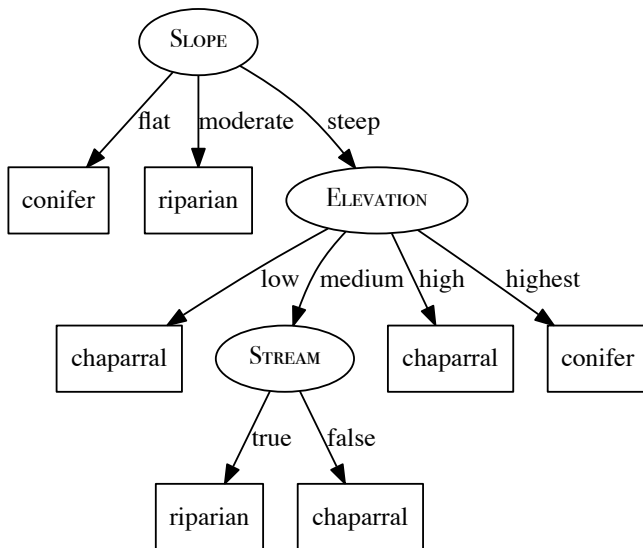 SLOPE
flat moderate steep
conifer riparian ELEVATION
low medium high highest
chaparral STREAM chaparral conifer
true false
riparian chaparral